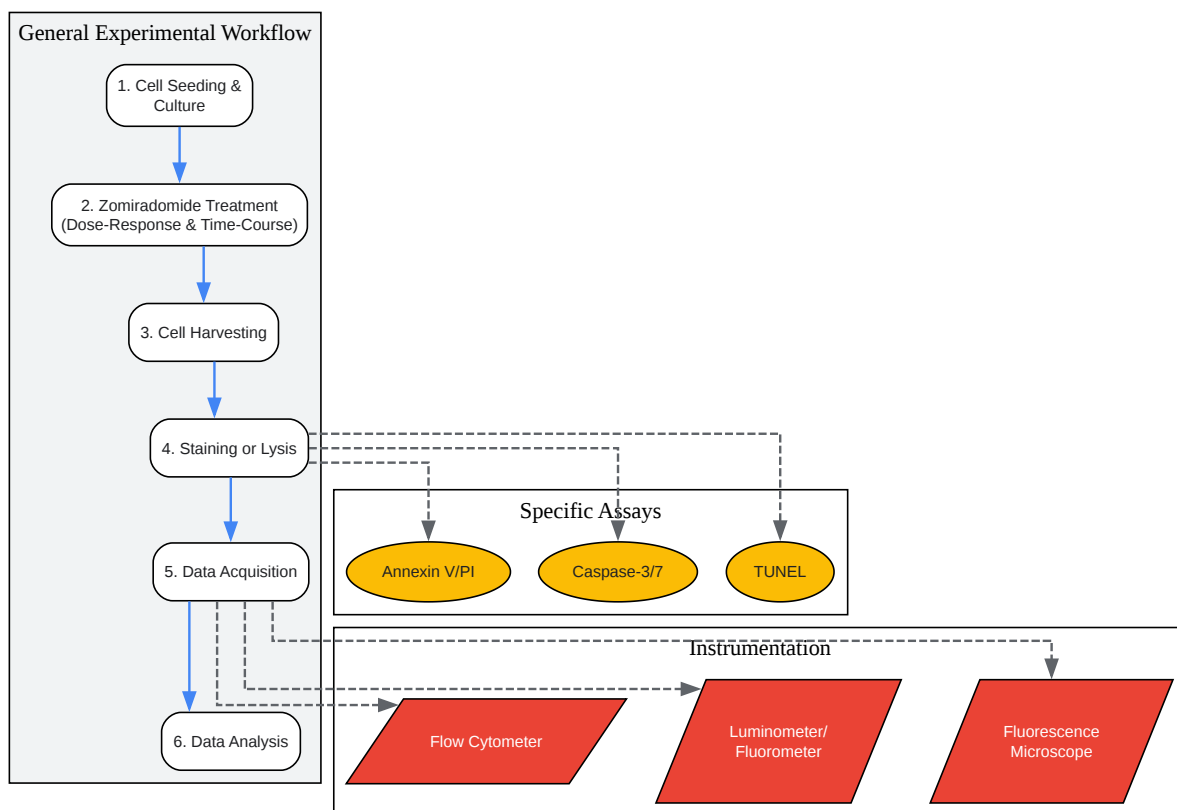 General Experimental Workflow
1. Cell Seeding &
Culture
2. Zomiradomide Treatment
(Dose-Response & Time-Course)
3. Cell Harvesting
4. Staining or Lysis
Specific Assays
5. Data Acquisition
Annexin V/PI
Caspase-3/7
TUNEL
Instrumentation
6. Data Analysis
Flow Cytometer
Luminometer/
Fluorometer
Fluorescence
Microscope